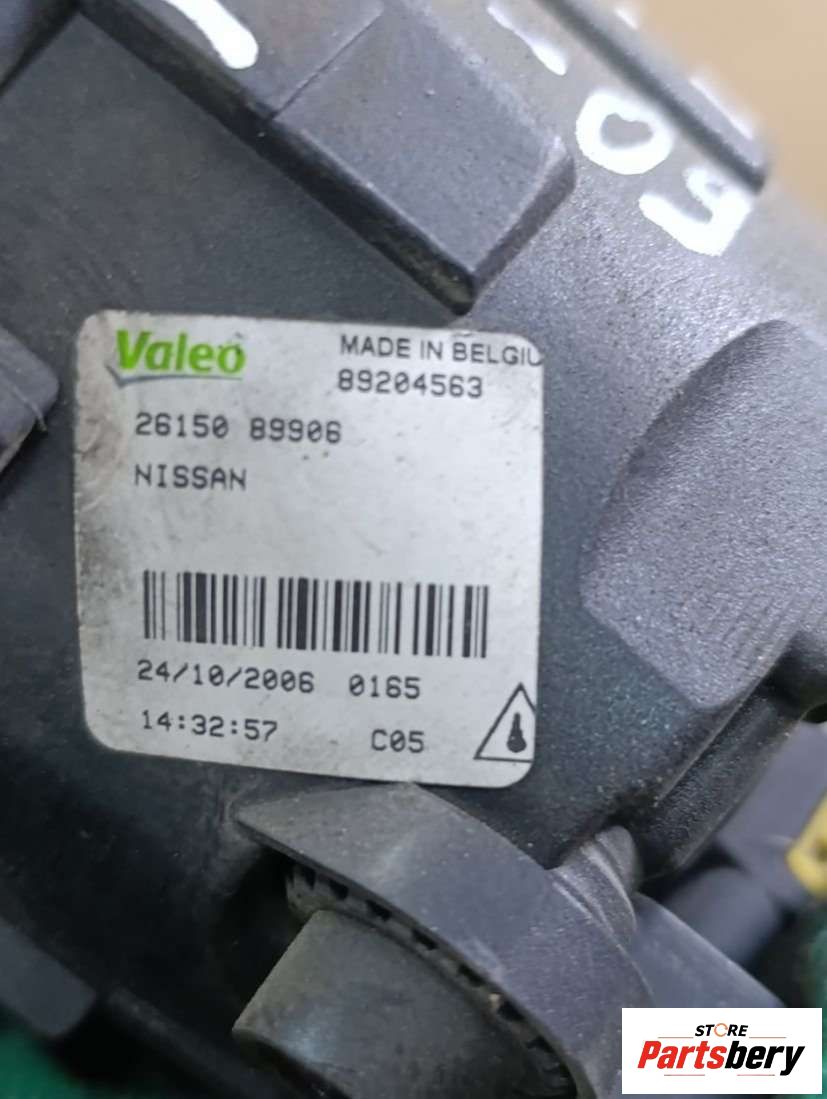 Valeo
MADE IN BELGIU
89204563
26150 89906
NISSAN
24/10/2006 0165
14:32:57 C05
STORE
Partsbery